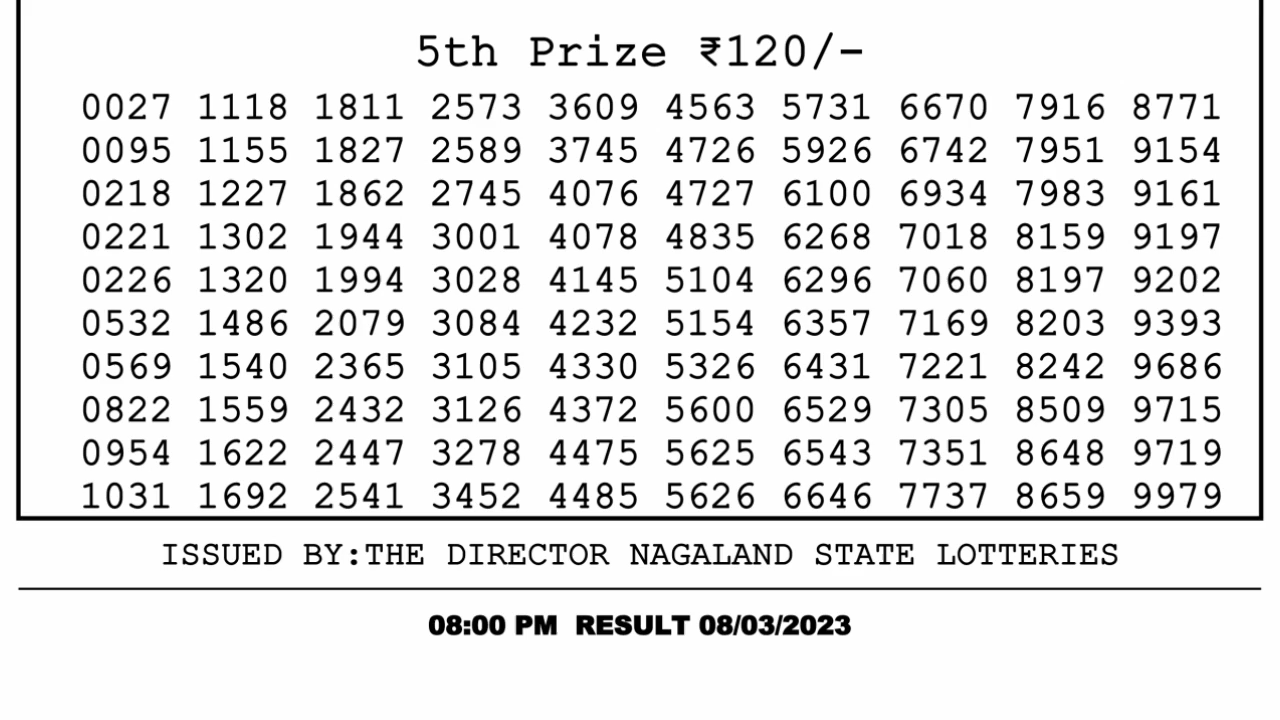 5th Prize ₹120/-
0027 1118 1811 2573 3609 4563 5731 6670 7916 8771
0095 1155 1827 2589 3745 4726 5926 6742 7951 9154
0218 1227 1862 2745 4076 4727 6100 6934 7983 9161
0221 1302 1944 3001 4078 4835 6268 7018 8159 9197
0226 1320 1994 3028 4145 5104 6296 7060 8197 9202
0532 1486 2079 3084 4232 5154 6357 7169 8203 9393
0569 1540 2365 3105 4330 5326 6431 7221 8242 9686
0822 1559 2432 3126 4372 5600 6529 7305 8509 9715
0954 1622 2447 3278 4475 5625 6543 7351 8648 9719
1031 1692 2541 3452 4485 5626 6646 7737 8659 9979
ISSUED BY:THE DIRECTOR NAGALAND STATE LOTTERIES
08:00 PM RESULT 08/03/2023